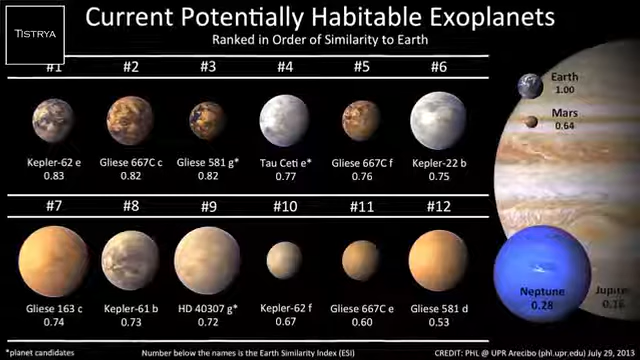 TISTRYA
Current Potentially Habitable Exoplanets
Ranked in Order of Similarity to Earth
#1 #2 #3 #4 #5 #6
Kepler-62 e Gliese 667C c Gliese 581 g* Tau Ceti e* Gliese 667C f Kepler-22 b
0.83 0.82 0.82 0.77 0.76 0.75
Earth
1.00
Mars
0.64
#7 #8 #9 #10 #11 #12
Gliese 163 c Kepler-61 b HD 40307 g* Kepler-62 f Gliese 667C e Gliese 581 d
0.74 0.73 0.72 0.67 0.60 0.53
Neptune
0.28
Jupiter
0.16
*planet candidates Number below the names is the Earth Similarity Index (ESI) CREDIT: PHL @ UPR Arecibo (phl.upr.edu) July 29, 2013